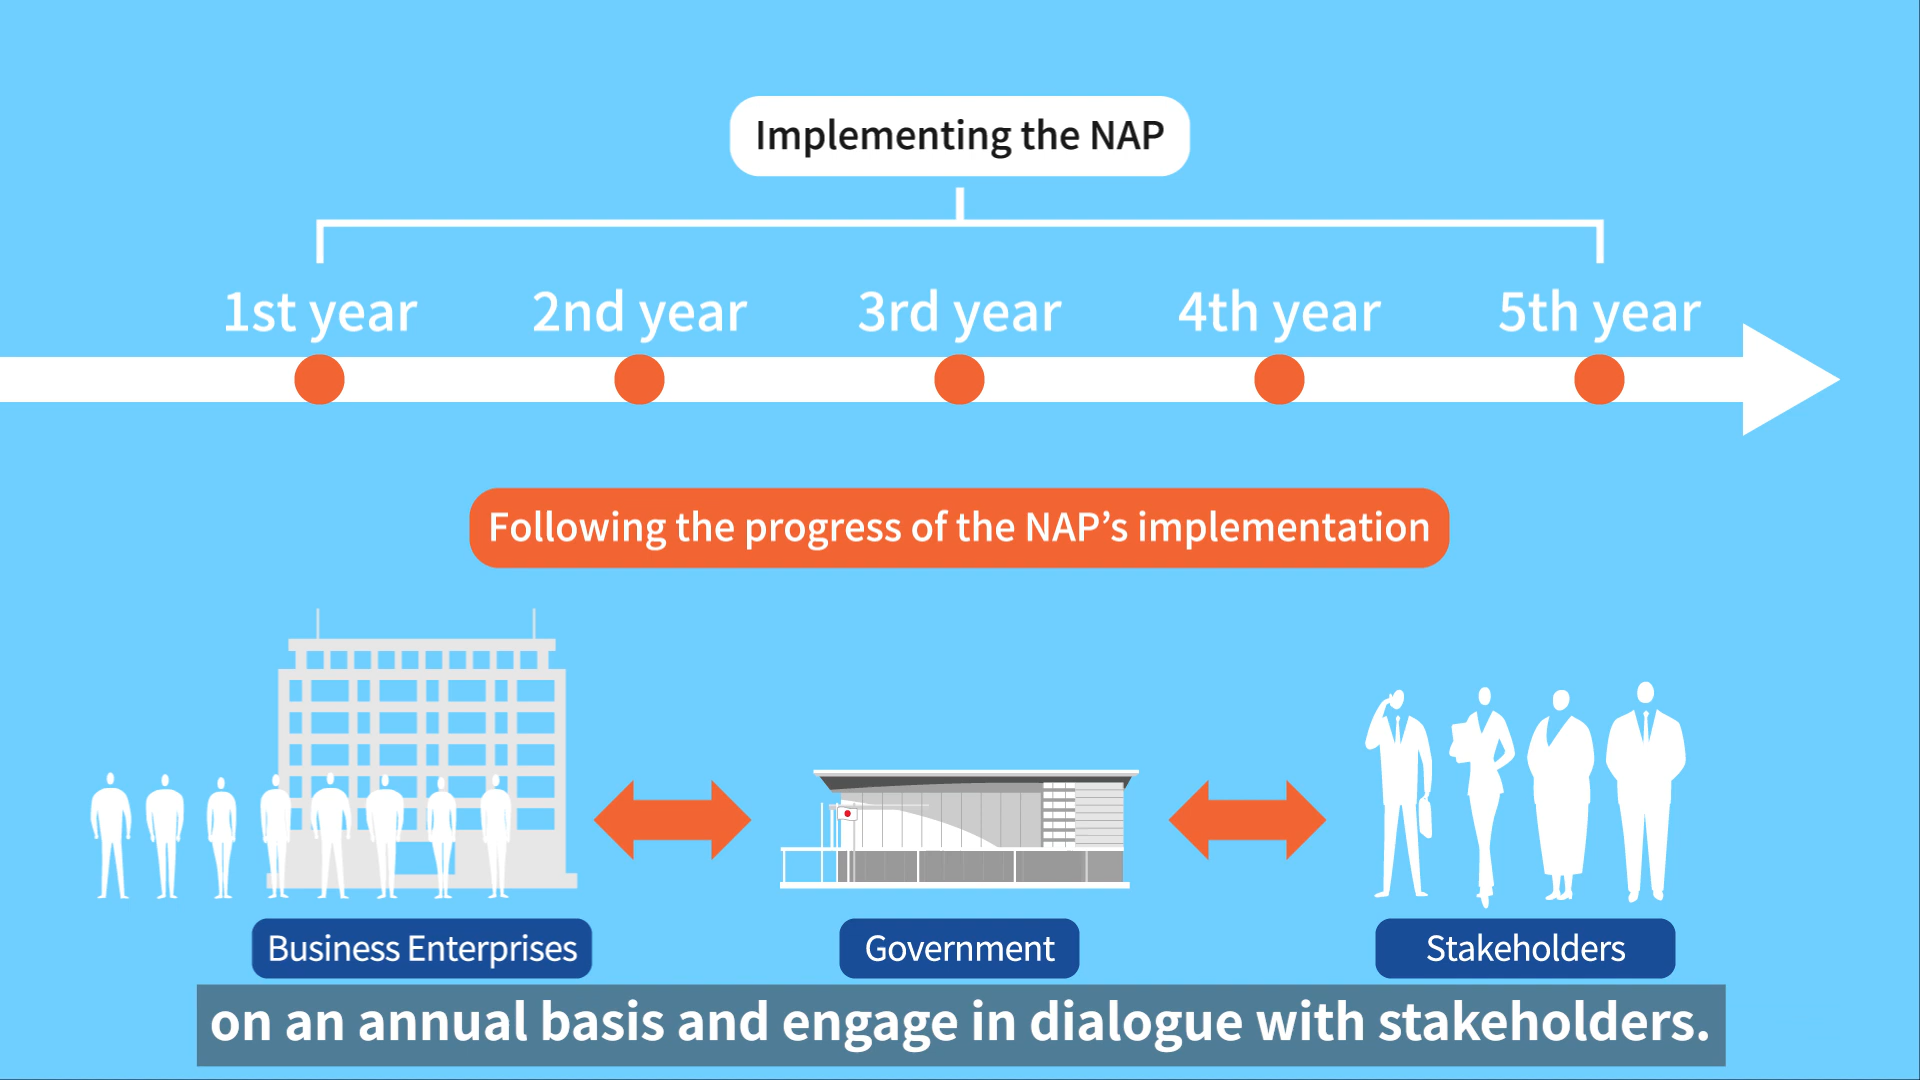 Implementing the NAP
1st year
2nd year
3rd year
4th year
5th year
Following the progress of the NAP’s implementation
Business Enterprises
Government
Stakeholders
on an annual basis and engage in dialogue with stakeholders.